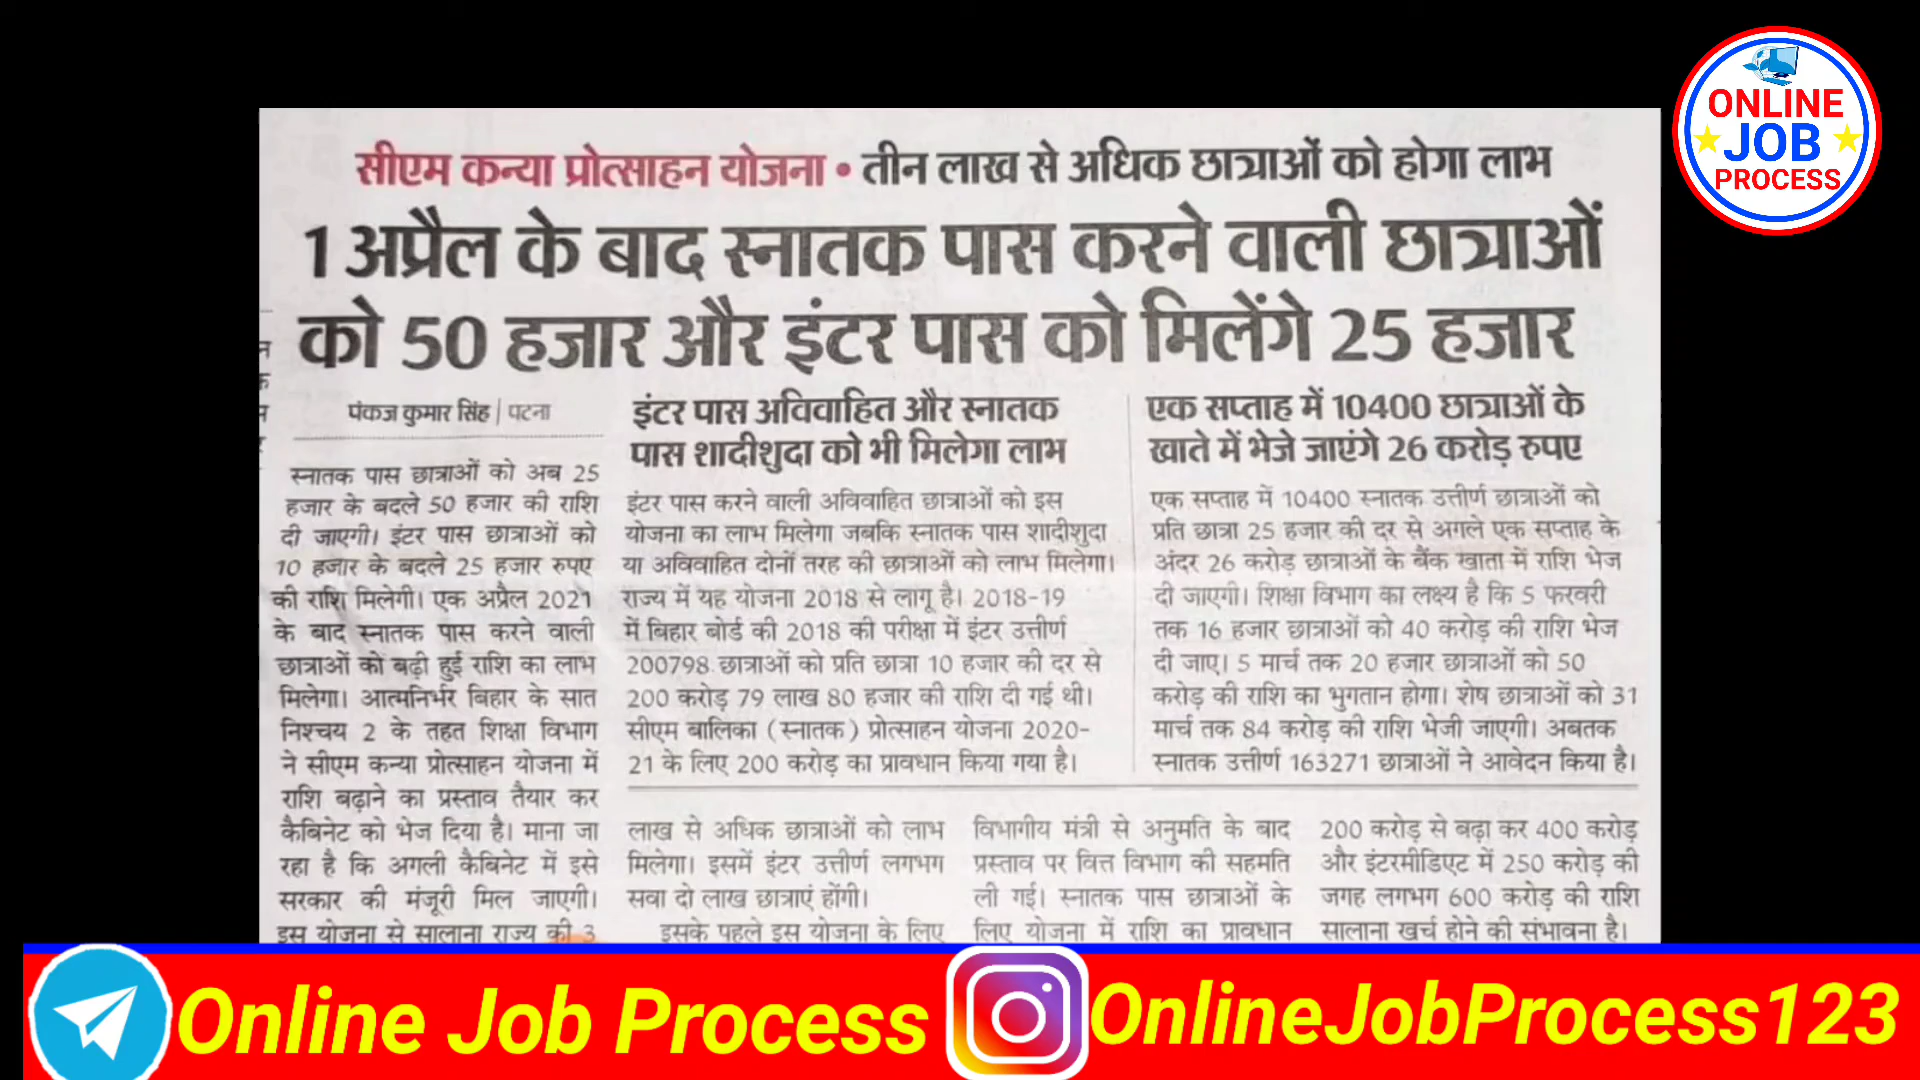 ONLINE
JOB
PROCESS
सीएम कन्या प्रोत्साहन योजना • तीन लाख से अधिक छात्राओं को होगा लाभ
1 अप्रैल के बाद स्नातक पास करने वाली छात्राओं
को 50 हजार और इंटर पास को मिलेंगे 25 हजार
पंकज कुमार सिंह | पटना
स्नातक पास छात्राओं को अब 25
हजार के बदले 50 हजार की राशि
दी जाएगी। इंटर पास छात्राओं को
10 हजार के बदले 25 हजार रुपए
की राशि मिलेगी। एक अप्रैल 2021
के बाद स्नातक पास करने वाली
छात्राओं को बढ़ी हुई राशि का लाभ
मिलेगा। आत्मनिर्भर बिहार के सात
निश्चय 2 के तहत शिक्षा विभाग
ने सीएम कन्या प्रोत्साहन योजना में
राशि बढ़ाने का प्रस्ताव तैयार कर
कैबिनेट को भेज दिया है। माना जा
रहा है कि अगली कैबिनेट में इसे
सरकार की मंजूरी मिल जाएगी।
इस योजना से सालाना राज्य की 3
इंटर पास अविवाहित और स्नातक
पास शादीशुदा को भी मिलेगा लाभ
इंटर पास करने वाली अविवाहित छात्राओं को इस
योजना का लाभ मिलेगा जबकि स्नातक पास शादीशुदा
या अविवाहित दोनों तरह की छात्राओं को लाभ मिलेगा।
राज्य में यह योजना 2018 से लागू है। 2018-19
में बिहार बोर्ड की 2018 की परीक्षा में इंटर उत्तीर्ण
200798 छात्राओं को प्रति छात्रा 10 हजार की दर से
200 करोड़ 79 लाख 80 हजार की राशि दी गई थी।
सीएम बालिका (स्नातक) प्रोत्साहन योजना 2020-
21 के लिए 200 करोड़ का प्रावधान किया गया है।
एक सप्ताह में 10400 छात्राओं के
खाते में भेजे जाएंगे 26 करोड़ रुपए
एक सप्ताह में 10400 स्नातक उत्तीर्ण छात्राओं को
प्रति छात्रा 25 हजार की दर से अगले एक सप्ताह के
अंदर 26 करोड़ छात्राओं के बैंक खाता में राशि भेज
दी जाएगी। शिक्षा विभाग का लक्ष्य है कि 5 फरवरी
तक 16 हजार छात्राओं को 40 करोड़ की राशि भेज
दी जाए। 5 मार्च तक 20 हजार छात्राओं को 50
करोड़ की राशि का भुगतान होगा। शेष छात्राओं को 31
मार्च तक 84 करोड़ की राशि भेजी जाएगी। अबतक
स्नातक उत्तीर्ण 163271 छात्राओं ने आवेदन किया है।
लाख से अधिक छात्राओं को लाभ
मिलेगा। इसमें इंटर उत्तीर्ण लगभग
सवा दो लाख छात्राएं होंगी।
इसके पहले इस योजना के लिए
विभागीय मंत्री से अनुमति के बाद
प्रस्ताव पर वित्त विभाग की सहमति
ली गई। स्नातक पास छात्राओं के
लिए योजना में राशि का प्रावधान
200 करोड़ से बढ़ा कर 400 करोड़
और इंटरमीडिएट में 250 करोड़ की
जगह लगभग 600 करोड़ की राशि
सालाना खर्च होने की संभावना है।
Online Job Process
OnlineJobProcess123